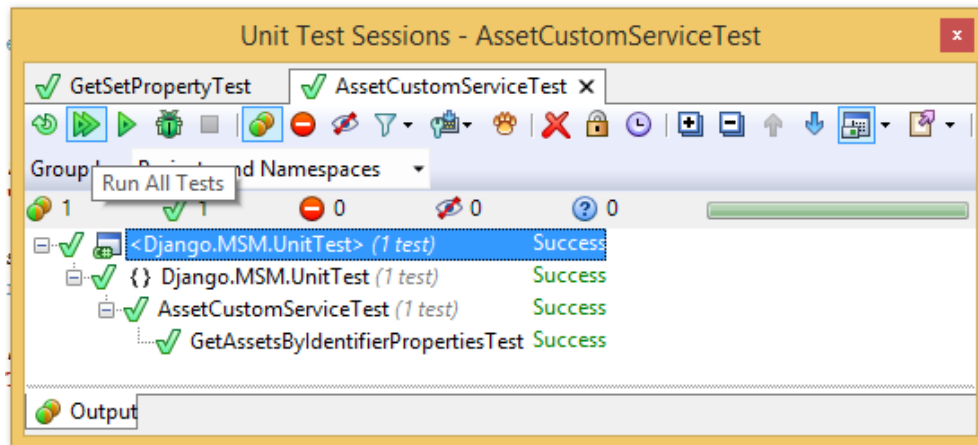 Unit Test Sessions - AssetCustomServiceTest x
GetSetPropertyTest AssetCustomServiceTest
Group nd Namespaces
Run All Tests
1 1 0 0 0
<Django.MSM.UnitTest> (1 test) Success
{} Django.MSM.UnitTest (1 test) Success
AssetCustomServiceTest (1 test) Success
GetAssetsByIdentifierPropertiesTest Success
Output